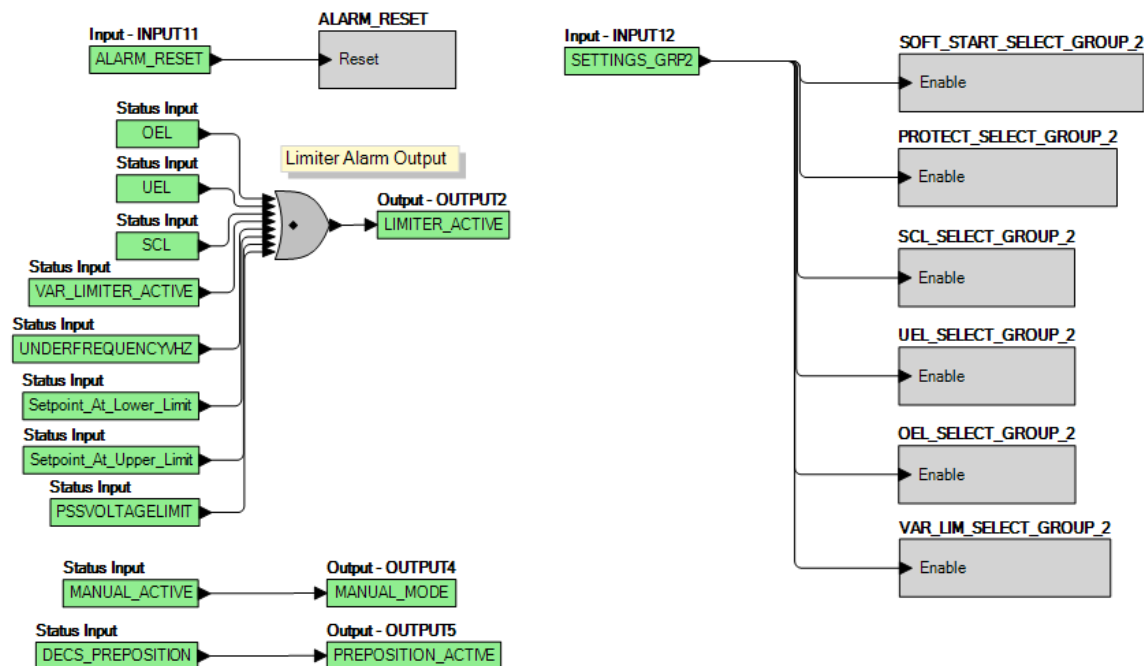 Input - INPUT11
ALARM_RESET
ALARM_RESET
Reset
Status Input
OEL
Status Input
UEL
Status Input
SCL
Status Input
VAR_LIMITER_ACTIVE
Status Input
UNDERFREQUENCYVHZ
Status Input
Setpoint_At_Lower_Limit
Status Input
Setpoint_At_Upper_Limit
Status Input
PSSVOLTAGELIMIT
Limiter Alarm Output
Output - OUTPUT2
LIMITER_ACTIVE
Status Input
MANUAL_ACTIVE
Output - OUTPUT4
MANUAL_MODE
Status Input
DECS_PREPOSITION
Output - OUTPUT5
PREPOSITION_ACTIVE
Input - INPUT12
SETTINGS_GRP2
SOFT_START_SELECT_GROUP_2
Enable
PROTECT_SELECT_GROUP_2
Enable
SCL_SELECT_GROUP_2
Enable
UEL_SELECT_GROUP_2
Enable
OEL_SELECT_GROUP_2
Enable
VAR_LIM_SELECT_GROUP_2
Enable